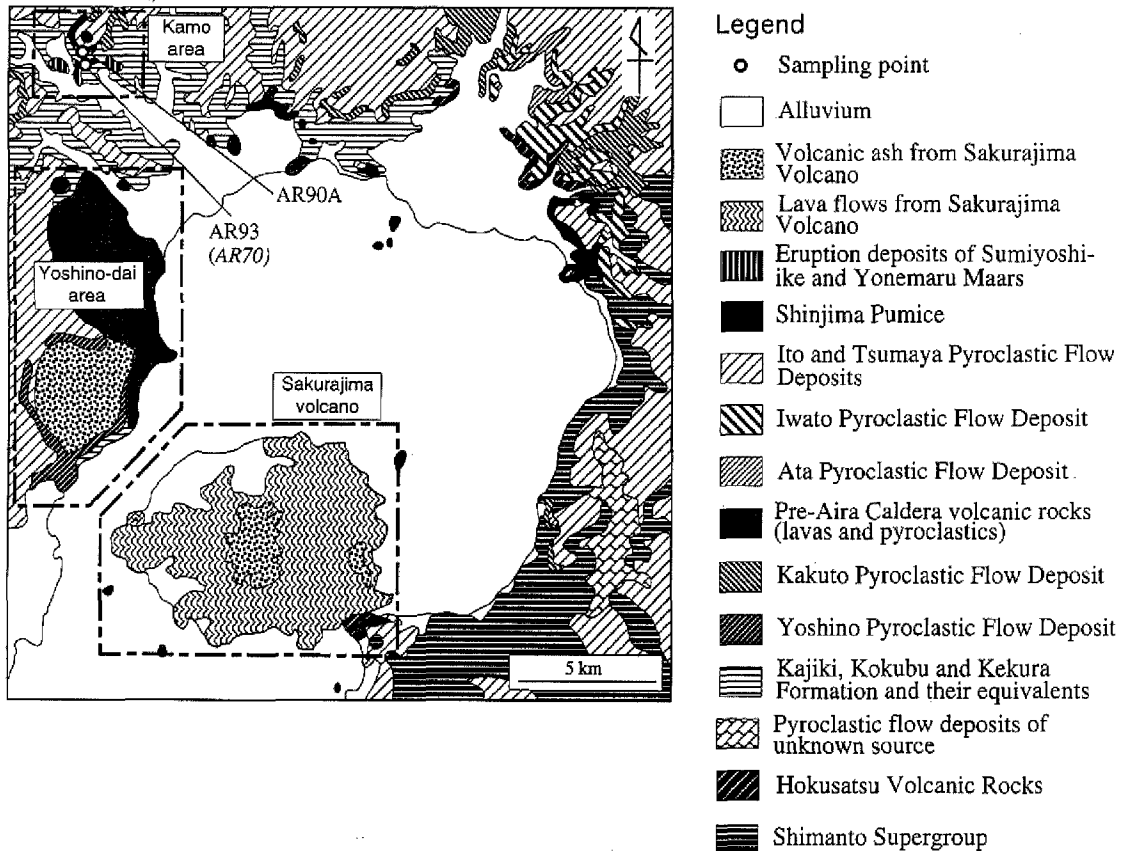 Kamo
area
AR90A
AR93
(AR70)
Yoshino-dai
area
Sakurajima
volcano
5 km
Legend
Sampling point
Alluvium
Volcanic ash from Sakurajima
Volcano
Lava flows from Sakurajima
Volcano
Eruption deposits of Sumiyoshi-
ike and Yonemaru Maars
Shinjima Pumice
Ito and Tsumaya Pyroclastic Flow
Deposits
Iwato Pyroclastic Flow Deposit
Ata Pyroclastic Flow Deposit
Pre-Aira Caldera volcanic rocks
(lavas and pyroclastics)
Kakuto Pyroclastic Flow Deposit
Yoshino Pyroclastic Flow Deposit
Kajiki, Kokubu and Kekura
Formation and their equivalents
Pyroclastic flow deposits of
unknown source
Hokusatsu Volcanic Rocks
Shimanto Supergroup